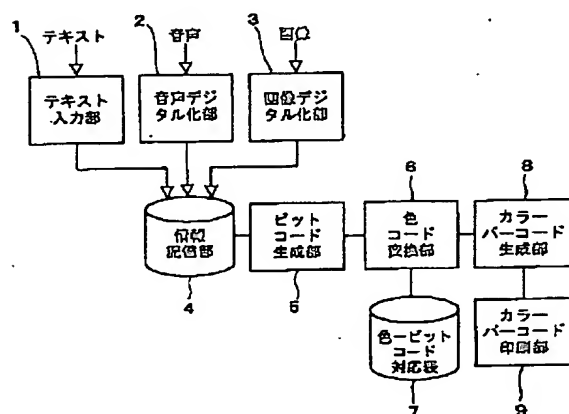 1
テキスト
2
音声
3
画像
テキスト
入力部
音声デジ
タル化部
画像デジ
タル化部
6
8
情報
記憶部
ビット
コード
生成部
色
コード
変換部
カラー
バーコード
生成部
4
5
色ービット
コード
対応表
カラー
バーコード
印刷部
7
9